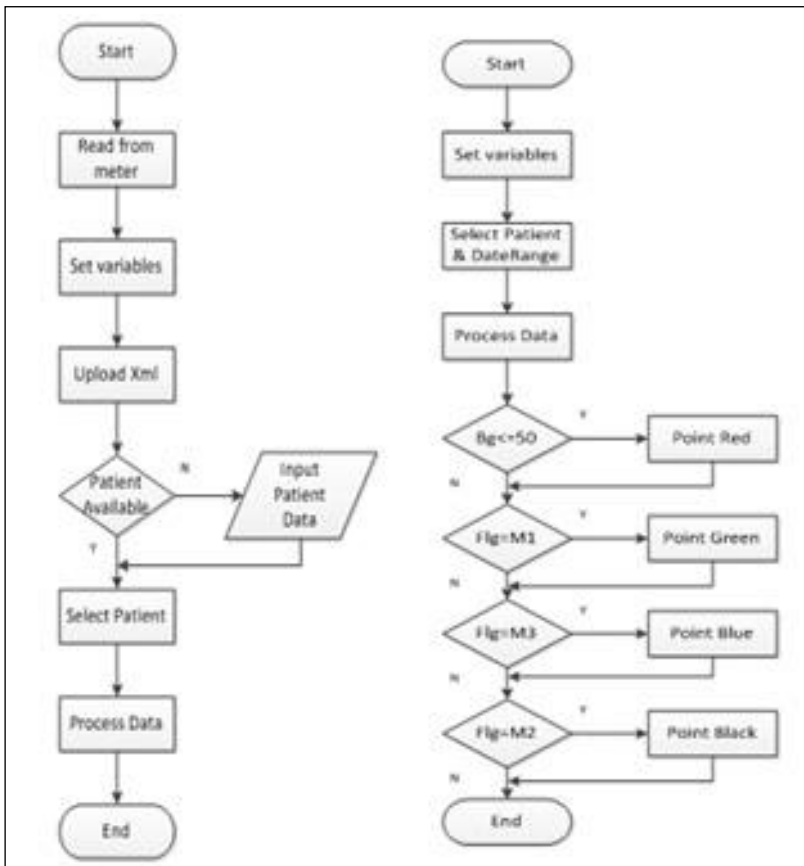 Start
Read from
meter
Set variables
Upload Xml
Patient
Available
N
Input
Patient
Data
Y
Select Patient
Process Data
End
Start
Set variables
Select Patient
& DateRange
Process Data
Bg<=50
Y
Point Red
N
Flg=M1
Y
Point Green
N
Flg=M3
Y
Point Blue
N
Flg=M2
Y
Point Black
N
End